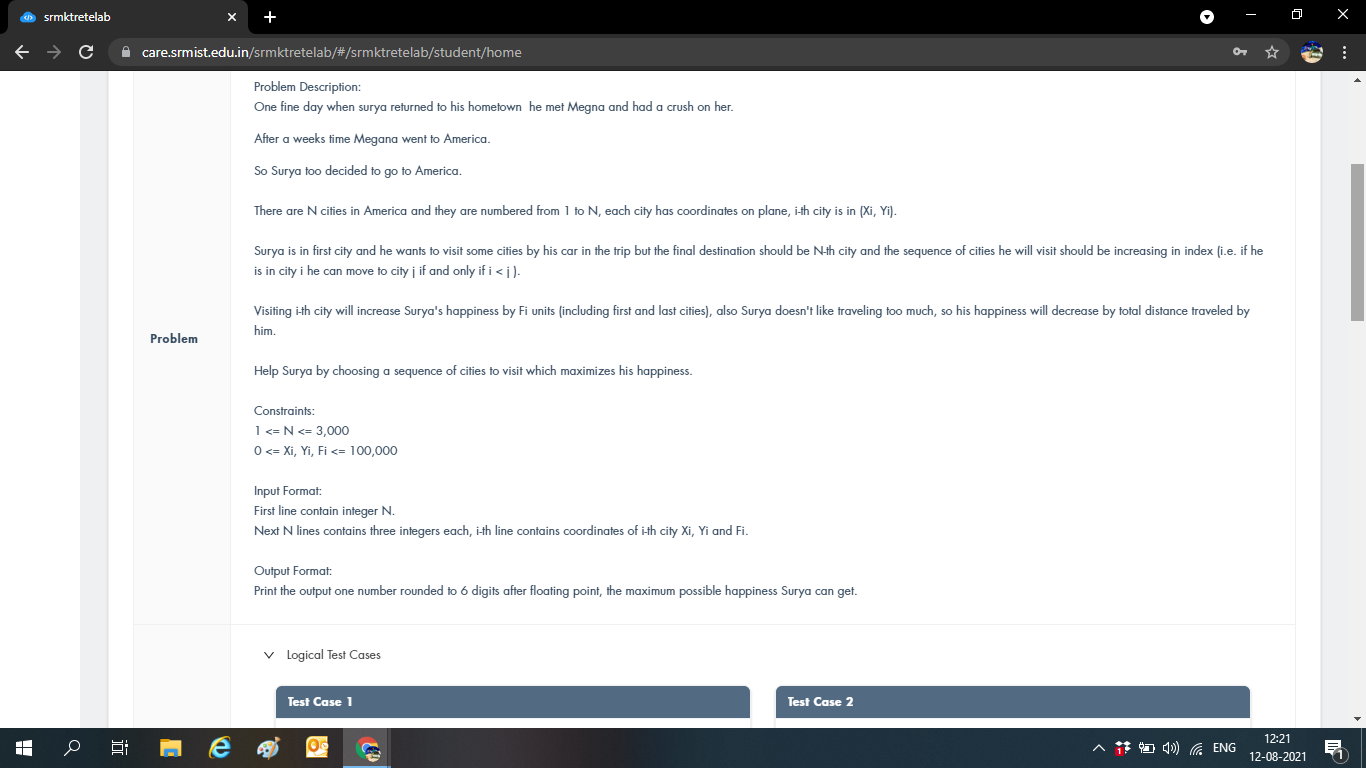 srmktretelab
care.srmist.edu.in/srmktretelab/#/srmktretelab/student/home
Problem Description:
One fine day when surya returned to his hometown he met Megna and had a crush on her.
After a weeks time Megana went to America.
So Surya too decided to go to America.
There are N cities in America and they are numbered from 1 to N, each city has coordinates on plane, i-th city is in (Xi, Yi).
Surya is in first city and he wants to visit some cities by his car in the trip but the final destination should be N-th city and the sequence of cities he will visit should be increasing in index (i.e. if he
is in city i he can move to city j if and only if i < j ).
Visiting i-th city will increase Surya's happiness by Fi units (including first and last cities), also Surya doesn't like traveling too much, so his happiness will decrease by total distance traveled by
him.
Problem
Help Surya by choosing a sequence of cities to visit which maximizes his happiness.
Constraints:
1 <= N <= 3,000
0 <= Xi, Yi, Fi <= 100,000
Input Format:
First line contain integer N.
Next N lines contains three integers each, i-th line contains coordinates of i-th city Xi, Yi and Fi.
Output Format:
Print the output one number rounded to 6 digits after floating point, the maximum possible happiness Surya can get.
Logical Test Cases
Test Case 1
Test Case 2
ENG
12:21
12-08-2021
1